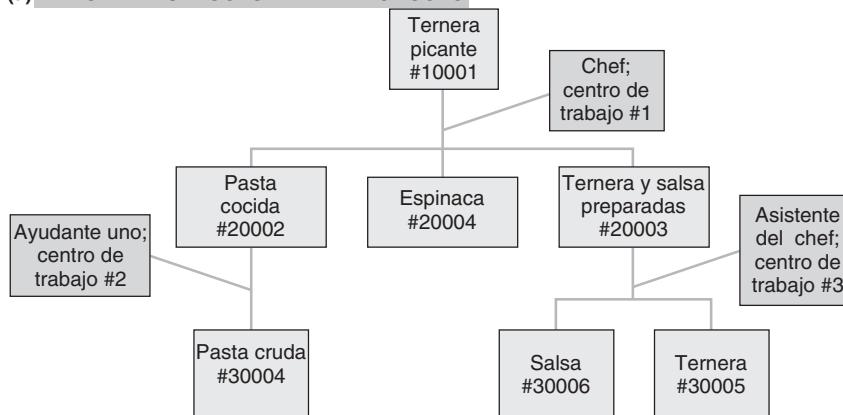 Ternera
picante
#10001
Chef;
centro de
trabajo #1
Pasta
cocida
#20002
Espinaca
#20004
Ternera y salsa
preparadas
#20003
Ayudante uno;
centro de
trabajo #2
Asistente
del chef;
centro de
trabajo #3
Pasta cruda
#30004
Salsa
#30006
Ternera
#30005